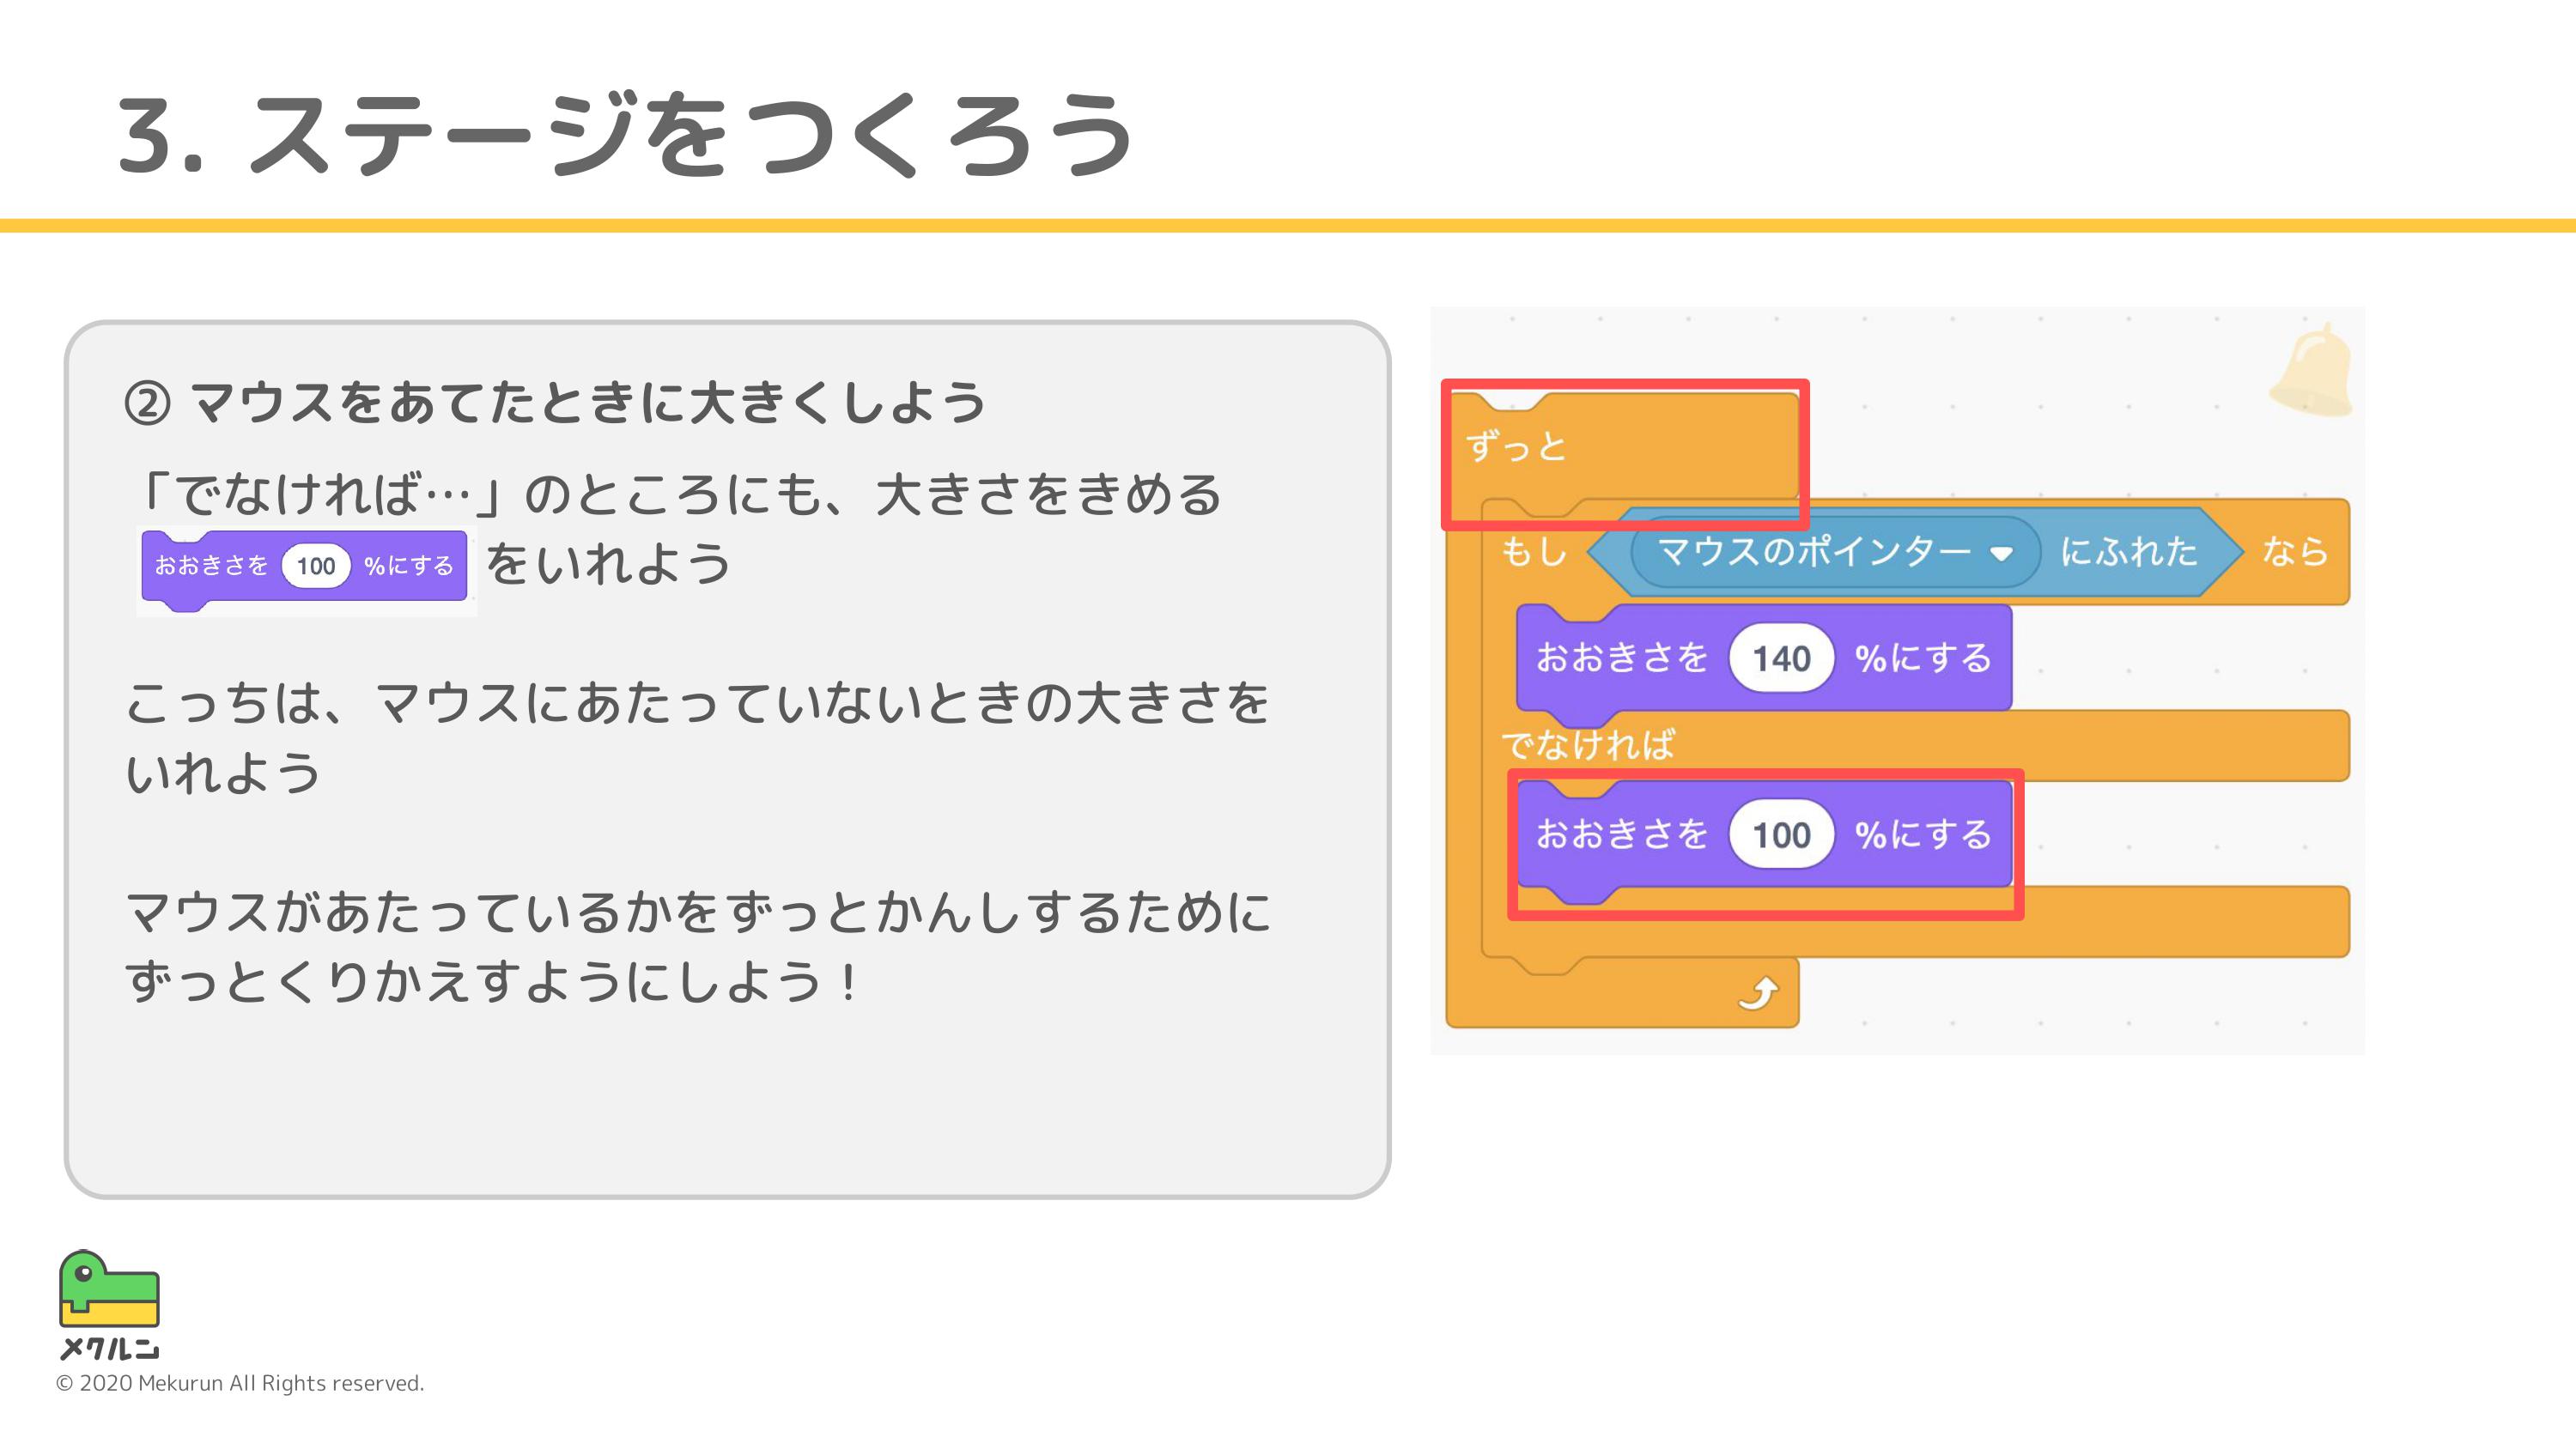 3. ステージをつくろう
② マウスをあてたときに大きくしよう
「でなければ…」のところにも、大きさをきめる
おおきさを 100 %にする をいれよう
こっちは、マウスにあたっていないときの大きさを
いれよう
マウスがあたっているかをずっとかんしするために
ずっとくりかえすようにしよう！
ずっと
もし マウスのポインター にふれた なら
おおきさを 140 %にする
でなければ
おおきさを 100 %にする
メクルン
© 2020 Mekurun All Rights reserved.